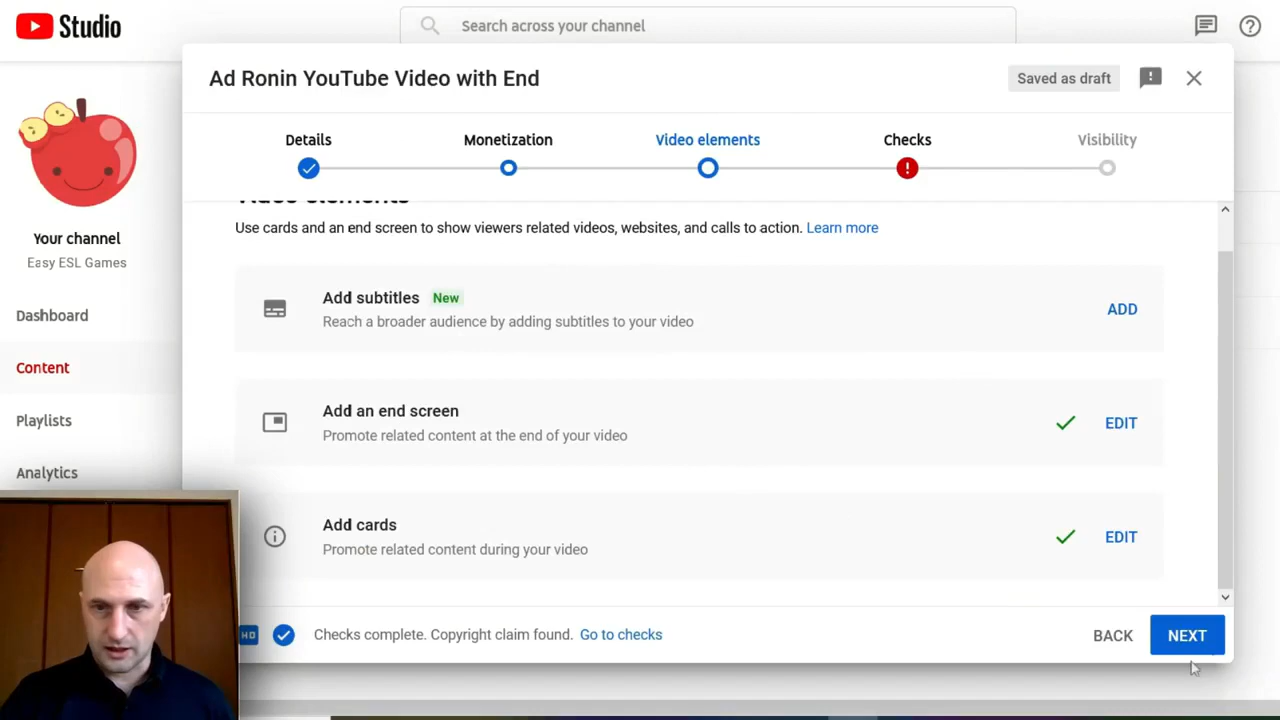 Studio
Search across your channel
Ad Ronin YouTube Video with End
Saved as draft
Details
Monetization
Video elements
Checks
Visibility
Video elements
Use cards and an end screen to show viewers related videos, websites, and calls to action. Learn more
Your channel
Easy ESL Games
Dashboard
Content
Playlists
Analytics
Add subtitles New
Reach a broader audience by adding subtitles to your video
ADD
Add an end screen
Promote related content at the end of your video
EDIT
Add cards
Promote related content during your video
EDIT
HD
Checks complete. Copyright claim found. Go to checks
BACK
NEXT